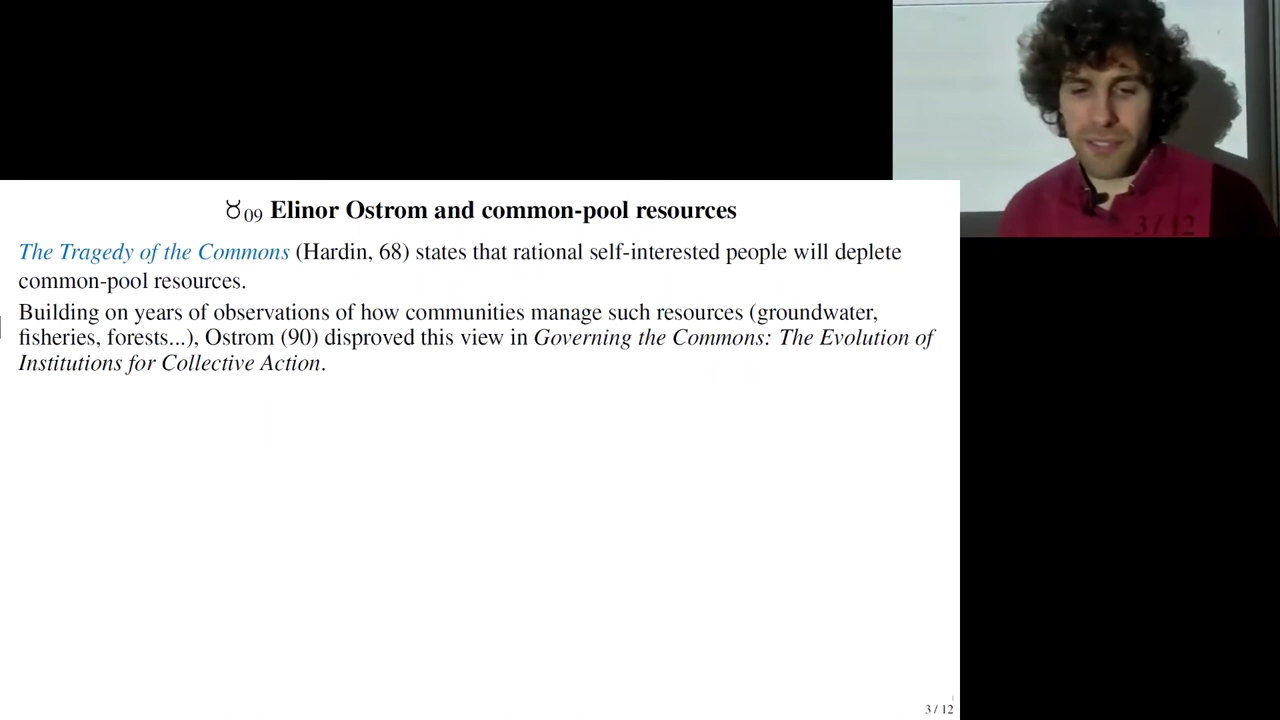 ♉09 Elinor Ostrom and common-pool resources
The Tragedy of the Commons (Hardin, 68) states that rational self-interested people will deplete
common-pool resources.
Building on years of observations of how communities manage such resources (groundwater,
fisheries, forests...), Ostrom (90) disproved this view in Governing the Commons: The Evolution of
Institutions for Collective Action.
3 / 12
3 / 12